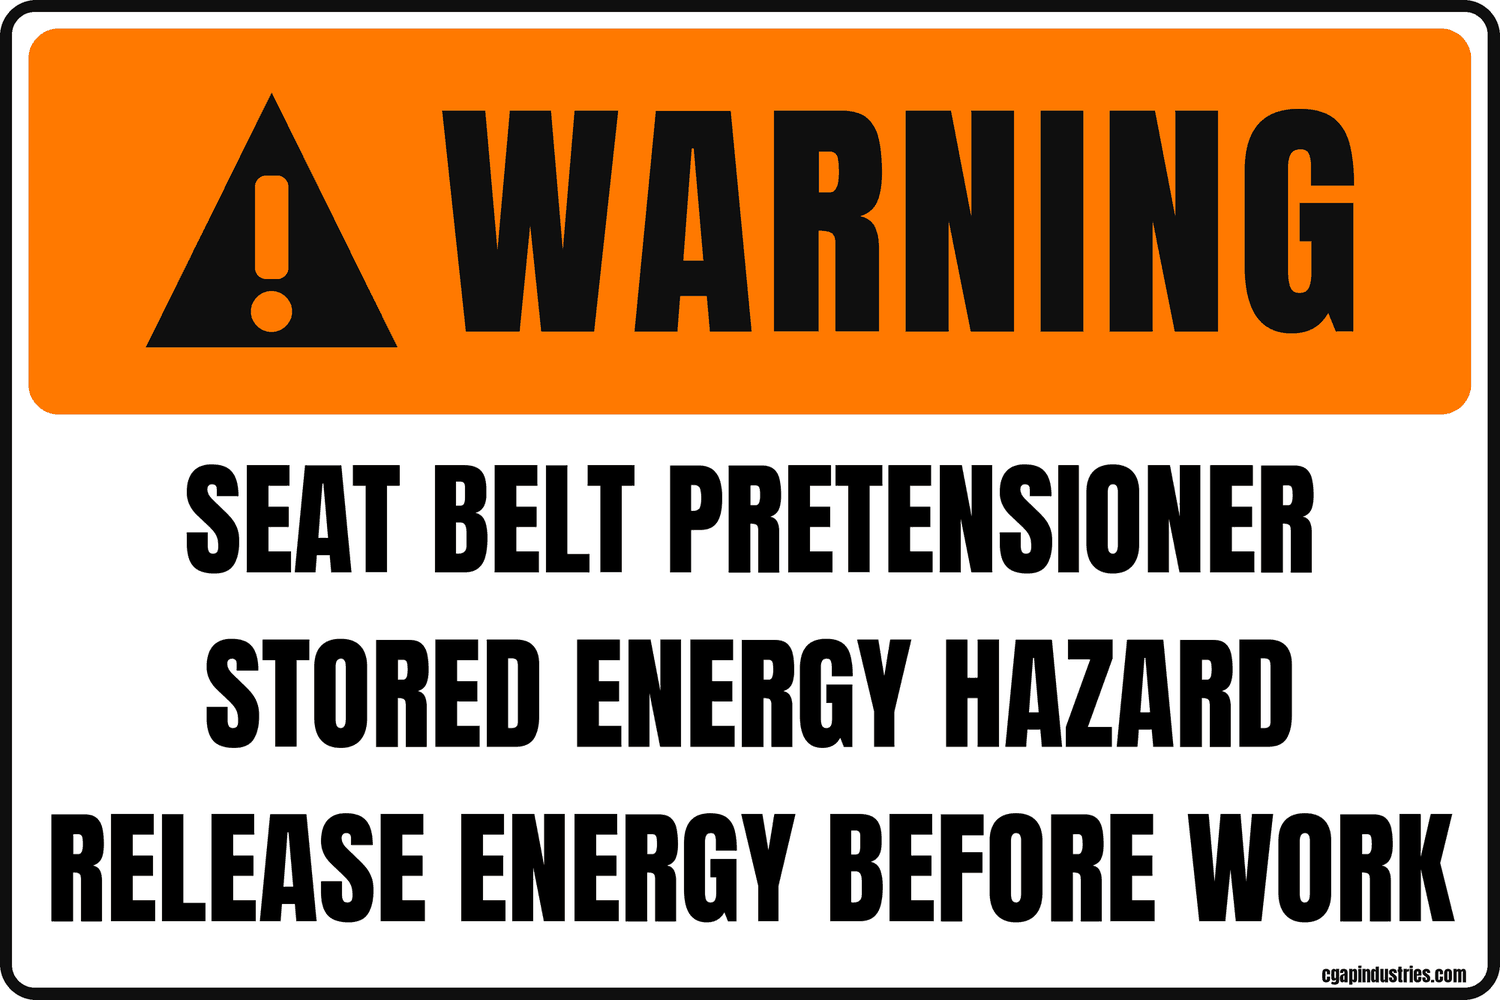 WARNING
SEAT BELT PRETENSIONER
STORED ENERGY HAZARD
RELEASE ENERGY BEFORE WORK
cgapindustries.com